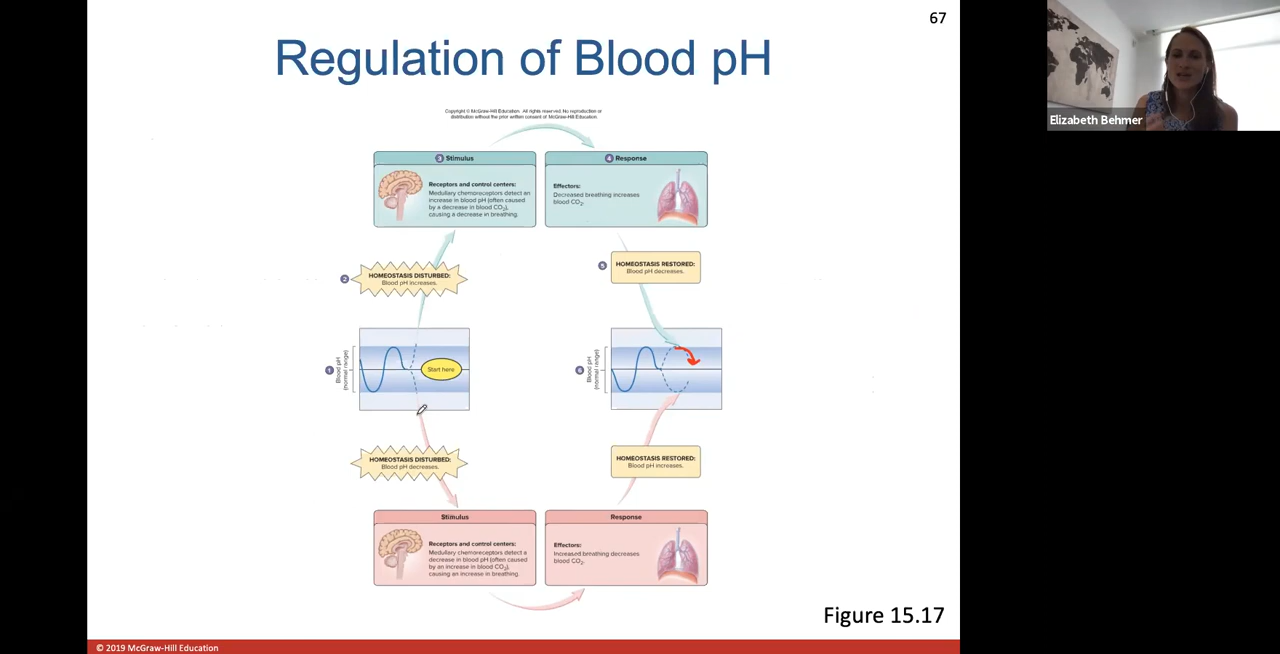 67
Regulation of Blood pH
Elizabeth Behmer
Copyright © McGraw-Hill Education. All rights reserved. No reproduction or
distribution without the prior written consent of McGraw-Hill Education.
3 Stimulus
Receptors and control centers:
Medullary chemoreceptors detect an
increase in blood pH (often caused
by a decrease in blood CO2),
causing a decrease in breathing.
4 Response
Effectors:
Decreased breathing increases
blood CO2.
2
HOMEOSTASIS DISTURBED:
Blood pH increases.
5
HOMEOSTASIS RESTORED:
Blood pH decreases.
1
Blood pH
(normal range)
Start here
6
Blood pH
(normal range)
HOMEOSTASIS DISTURBED:
Blood pH decreases.
HOMEOSTASIS RESTORED:
Blood pH increases.
Stimulus
Receptors and control centers:
Medullary chemoreceptors detect a
decrease in blood pH (often caused
by an increase in blood CO2),
causing an increase in breathing.
Response
Effectors:
Increased breathing decreases
blood CO2.
Figure 15.17
© 2019 McGraw-Hill Education